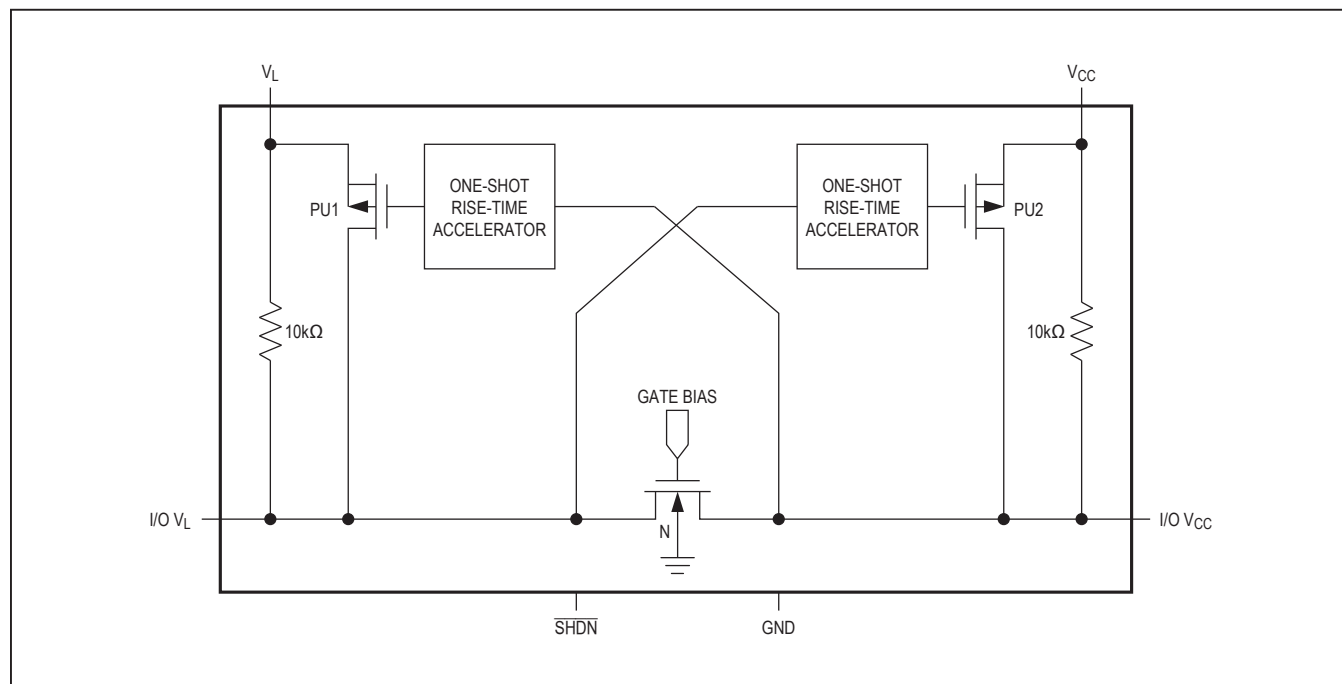 VL
VCC
ONE-SHOT
RISE-TIME
ACCELERATOR
ONE-SHOT
RISE-TIME
ACCELERATOR
PU1
PU2
10kΩ
10kΩ
GATE BIAS
I/O VL
N
I/O VCC
SHDN
GND